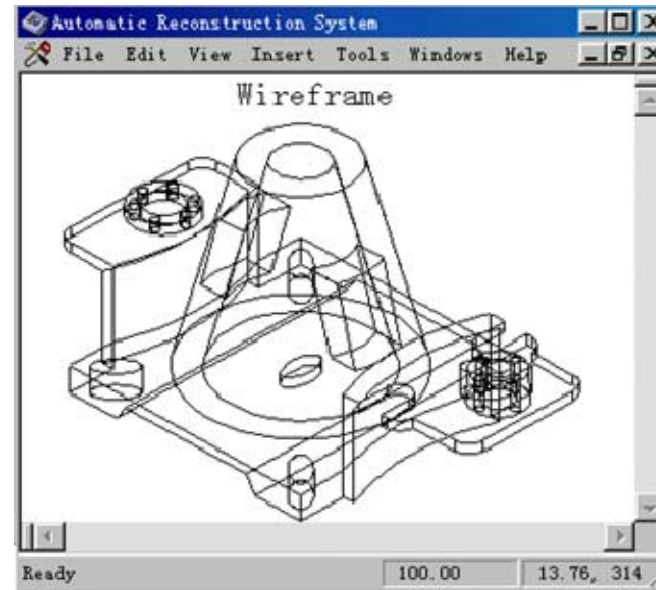 Automatic Reconstruction System
File Edit View Insert Tools Windows Help
Wireframe
Ready 100.00 13.76, 314